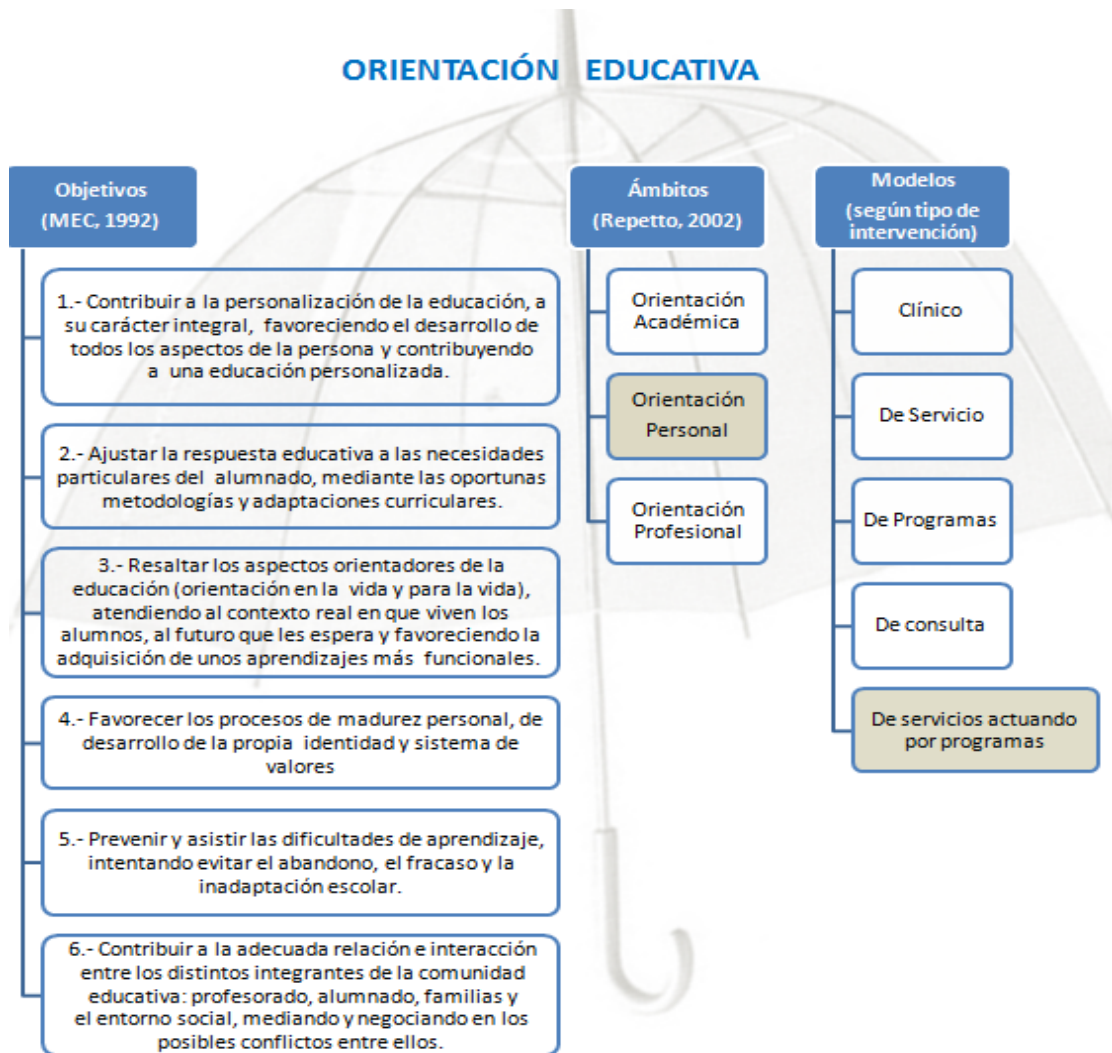 ORIENTACIÓN EDUCATIVA
Objetivos
(MEC, 1992)
1.- Contribuir a la personalización de la educación, a
su carácter integral, favoreciendo el desarrollo de
todos los aspectos de la persona y contribuyendo
a una educación personalizada.
2.- Ajustar la respuesta educativa a las necesidades
particulares del alumnado, mediante las oportunas
metodologías y adaptaciones curriculares.
3.- Resaltar los aspectos orientadores de la
educación (orientación en la vida y para la vida),
atendiendo al contexto real en que viven los
alumnos, al futuro que les espera y favoreciendo la
adquisición de unos aprendizajes más funcionales.
4.- Favorecer los procesos de madurez personal, de
desarrollo de la propia identidad y sistema de
valores
5.- Prevenir y asistir las dificultades de aprendizaje,
intentando evitar el abandono, el fracaso y la
inadaptación escolar.
6.- Contribuir a la adecuada relación e interacción
entre los distintos integrantes de la comunidad
educativa: profesorado, alumnado, familias y
el entorno social, mediando y negociando en los
posibles conflictos entre ellos.
Ámbitos
(Repetto, 2002)
Orientación
Académica
Orientación
Personal
Orientación
Profesional
Modelos
(según tipo de
intervención)
Clínico
De Servicio
De Programas
De consulta
De servicios actuando
por programas